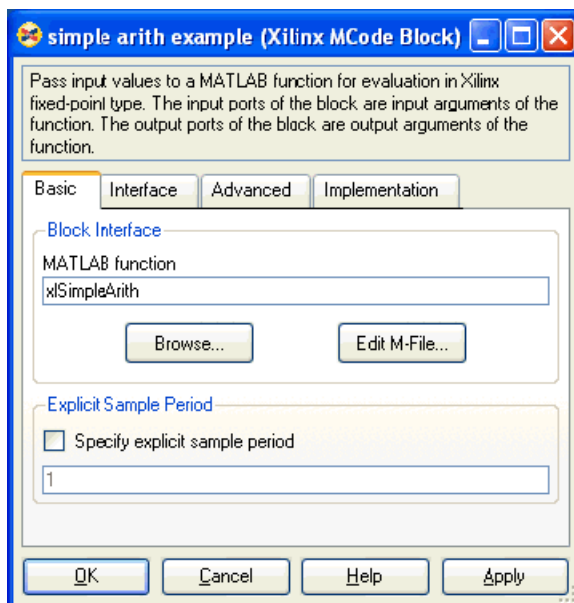 simple arith example (Xilinx MCode Block)
Pass input values to a MATLAB function for evaluation in Xilinx
fixed-point type. The input ports of the block are input arguments of the
function. The output ports of the block are output arguments of the
function.
Basic Interface Advanced Implementation
Block Interface
MATLAB function
xlSimpleArith
Browse... Edit M-File...
Explicit Sample Period
Specify explicit sample period
1
OK Cancel Help Apply